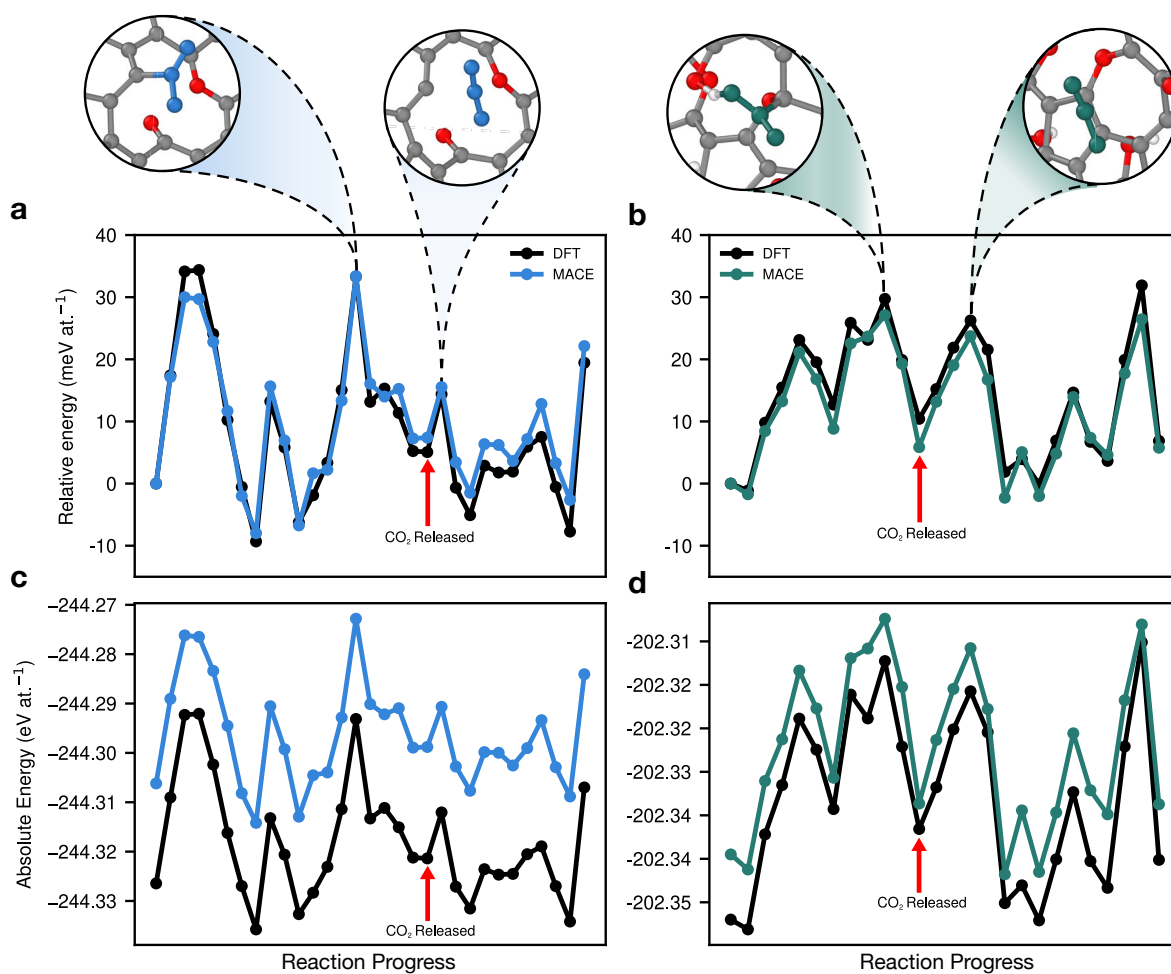 a
b
Relative energy (meV at.⁻¹)
40
30
20
10
0
-10
DFT
MACE
CO₂ Released
40
30
20
10
0
-10
DFT
MACE
CO₂ Released
c
d
Absolute Energy (eV at.⁻¹)
−244.27
−244.28
−244.29
−244.30
−244.31
−244.32
−244.33
CO₂ Released
Reaction Progress
-202.31
-202.32
-202.32
-202.33
-202.34
-202.34
-202.35
CO₂ Released
Reaction Progress